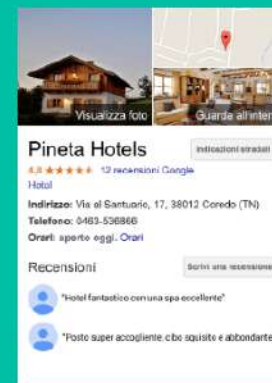 Visualizza foto
Guarda all'inter
Pineta Hotels
Indicazioni stradali
4,8 ★★★★★ 12 recensioni Google
Hotel
Indirizzo: Via al Santuario, 17, 38012 Coredo (TN)
Telefono: 0463-536866
Orari: aperto oggi. Orari
Recensioni
Scrivi una recensione
"Hotel fantastico con una spa eccellente"
"Posto super accogliente, cibo squisito e abbondante